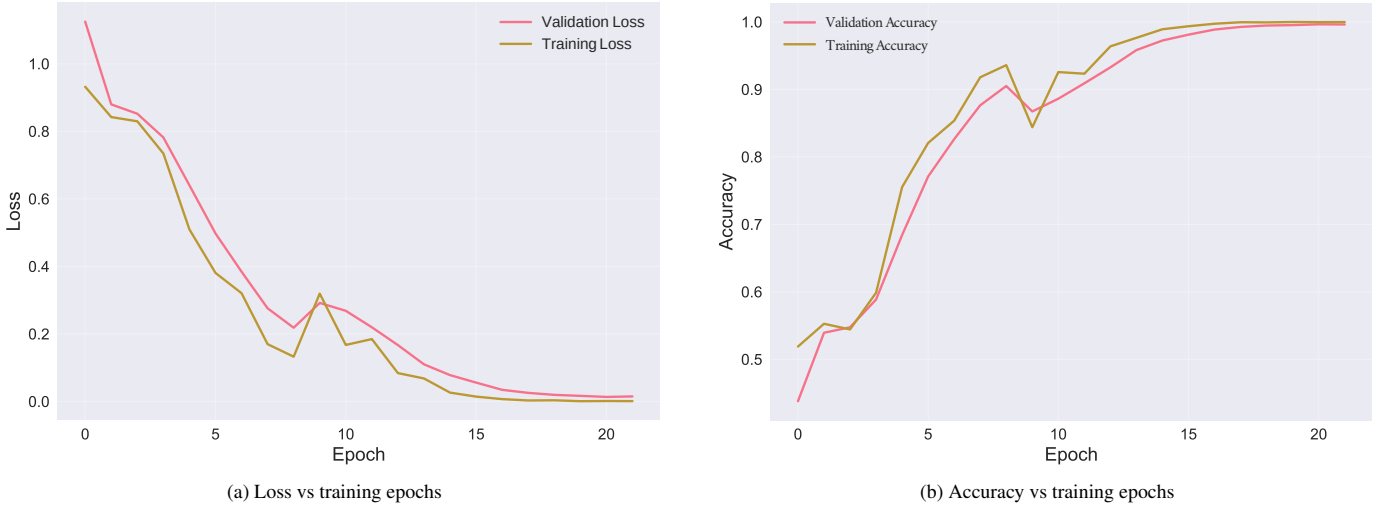 Validation Loss
Training Loss
1.0
0.8
0.6
0.4
0.2
0.0
Loss
0 5 10 15 20
Epoch
(a) Loss vs training epochs
Validation Accuracy
Training Accuracy
1.0
0.9
0.8
0.7
0.6
0.5
Accuracy
0 5 10 15 20
Epoch
(b) Accuracy vs training epochs